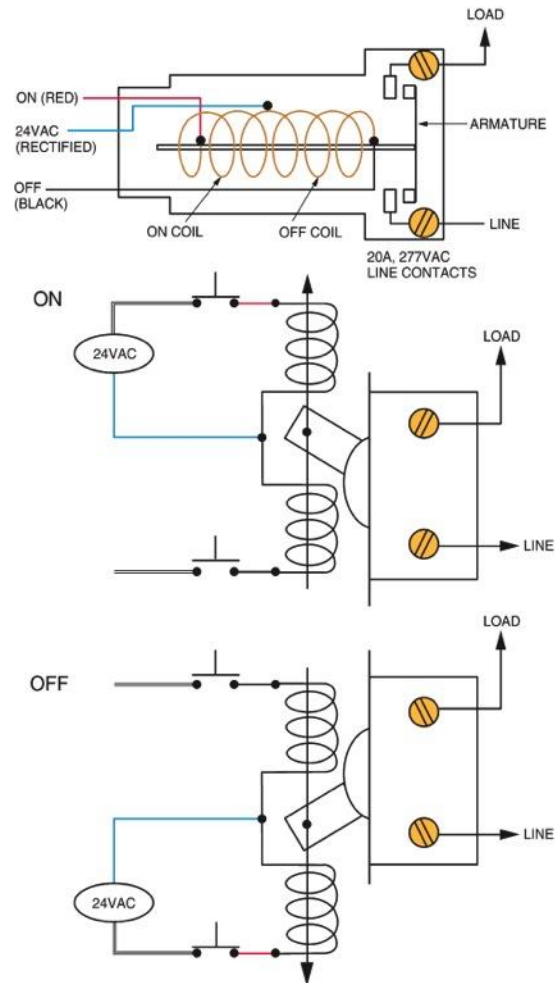 LOAD
ON (RED)
24VAC
(RECTIFIED)
ARMATURE
OFF
(BLACK)
ON COIL
OFF COIL
LINE
20A, 277VAC
LINE CONTACTS
ON
24VAC
LOAD
LINE
OFF
LOAD
LINE
24VAC